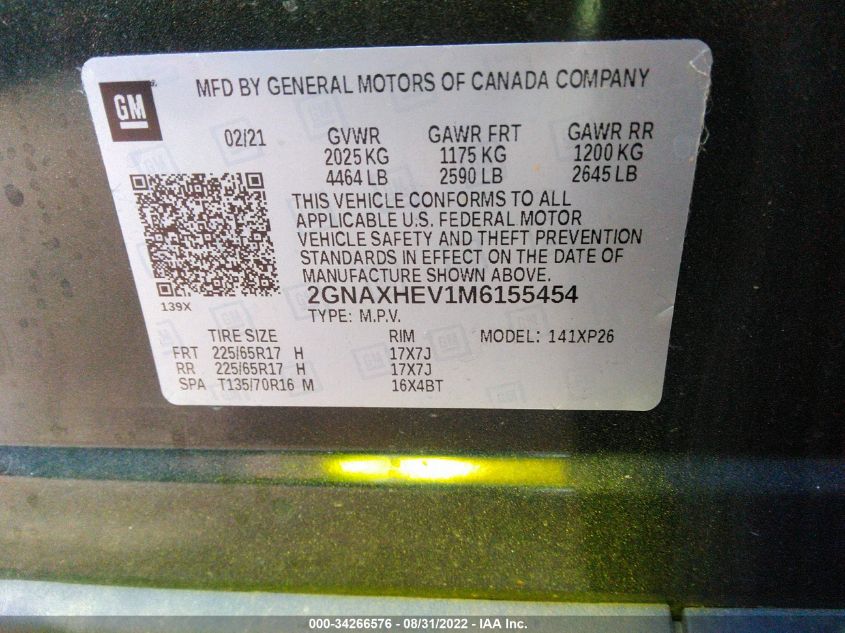 MFD BY GENERAL MOTORS OF CANADA COMPANY
GM
02/21 GVWR GAWR FRT GAWR RR
2025 KG 1175 KG 1200 KG
4464 LB 2590 LB 2645 LB
THIS VEHICLE CONFORMS TO ALL
APPLICABLE U.S. FEDERAL MOTOR
VEHICLE SAFETY AND THEFT PREVENTION
STANDARDS IN EFFECT ON THE DATE OF
MANUFACTURE SHOWN ABOVE.
139X
2GNAXHEV1M6155454
TYPE: M.P.V.
TIRE SIZE RIM MODEL: 141XP26
FRT 225/65R17 H 17X7J
RR 225/65R17 H 17X7J
SPA T135/70R16 M 16X4BT
000-34266576 - 08/31/2022 - IAA Inc.